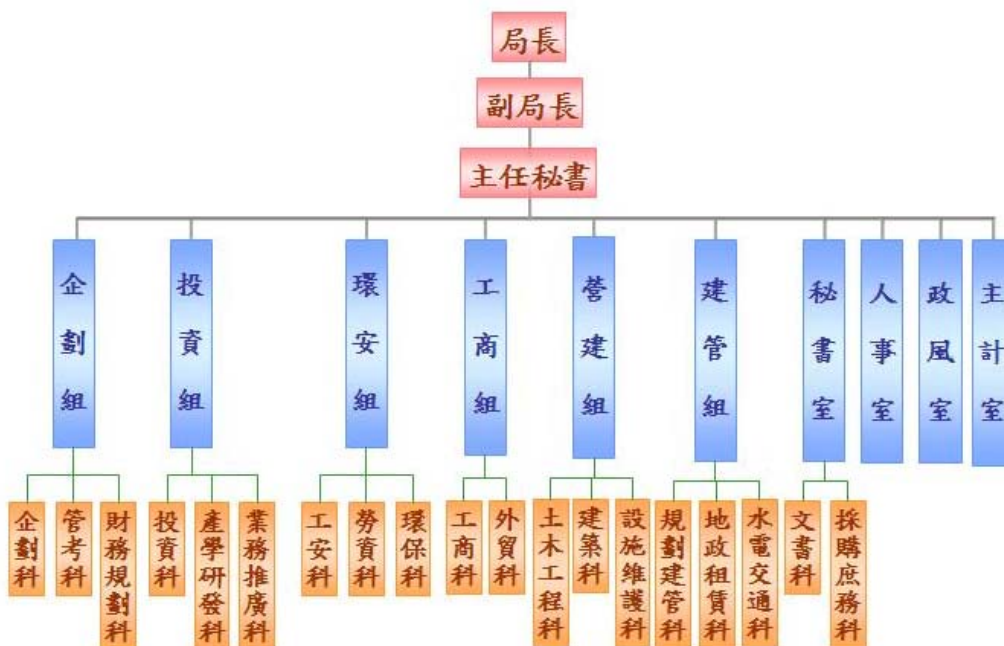 局長
副局長
主任秘書
企劃組
投資組
環安組
工商組
營建組
建管組
秘書室
人事室
政風室
主計室
企劃科
管考科
財務規劃科
投資科
產學研發科
業務推廣科
工安科
勞資科
環保科
工商科
外貿科
土木工程科
建築科
設施維護科
規劃建管科
地政租賃科
水電交通科
文書科
採購庶務科